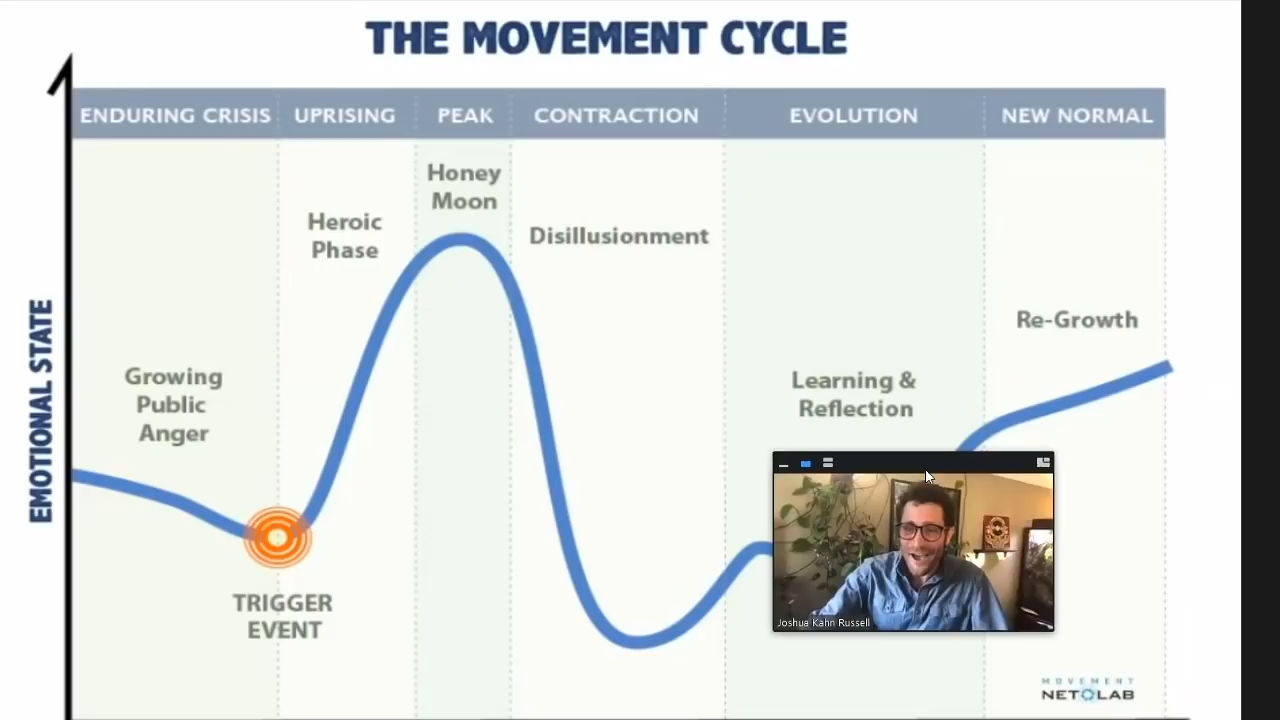 THE MOVEMENT CYCLE
ENDURING CRISIS
UPRISING
PEAK
CONTRACTION
EVOLUTION
NEW NORMAL
Honey
Moon
Heroic
Phase
Disillusionment
Re-Growth
Growing
Public
Anger
Learning &
Reflection
EMOTIONAL STATE
TRIGGER
EVENT
Joshua Kahn Russell
MOVEMENT
NETLAB